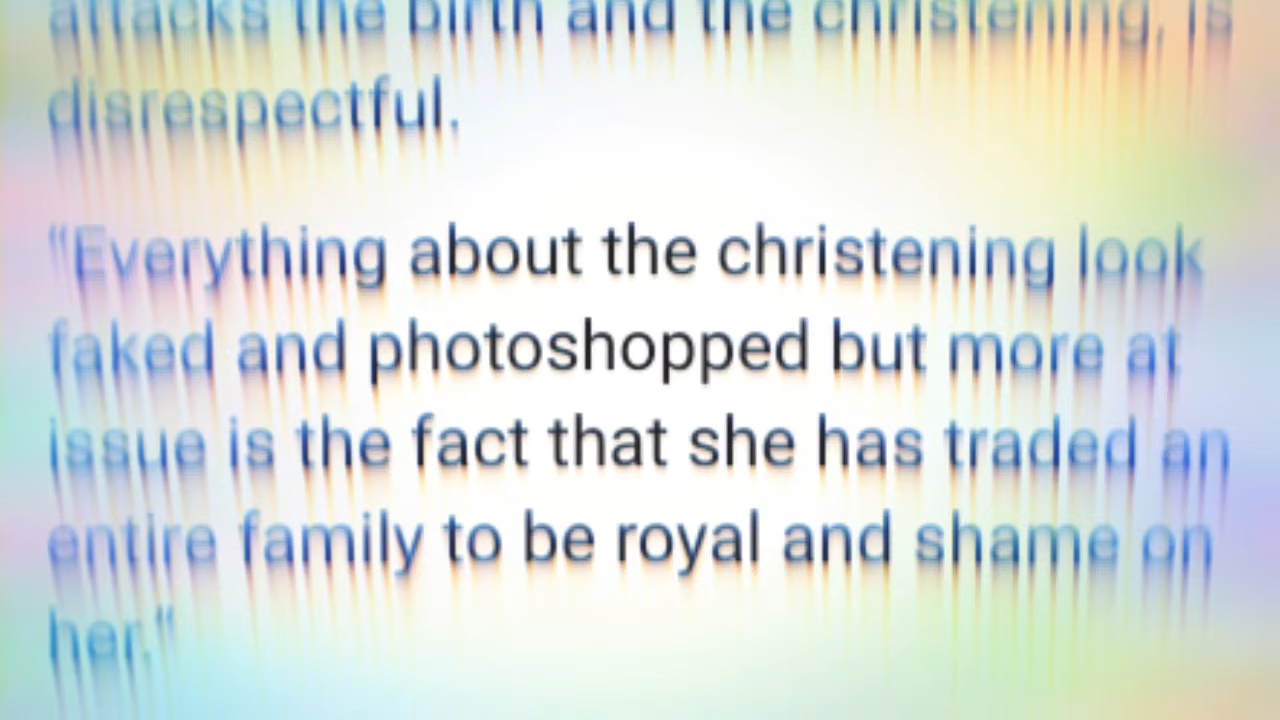 attacks the birth and the christening, is
disrespectful.
"Everything about the christening look
faked and photoshopped but more at
issue is the fact that she has traded an
entire family to be royal and shame on
her."